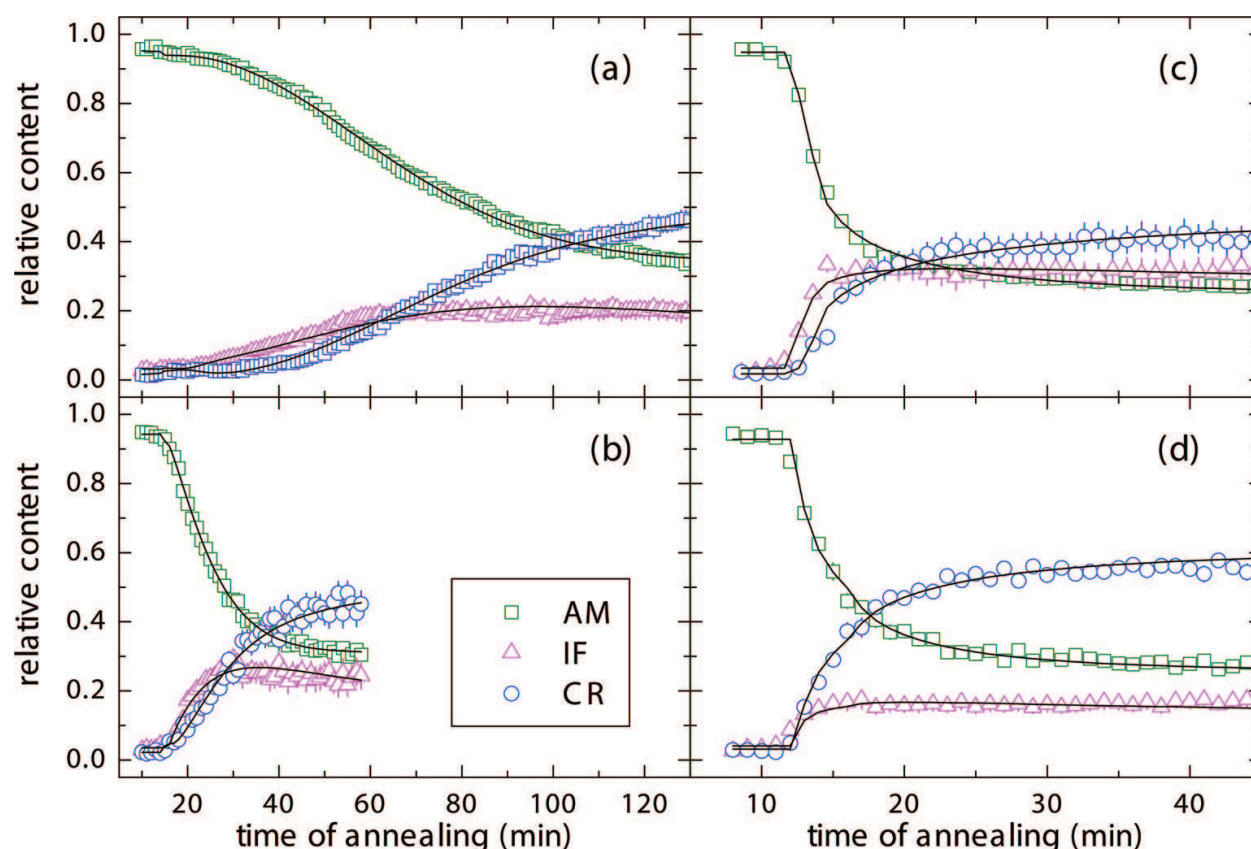 relative content
1.0
0.8
0.6
0.4
0.2
0.0
(a)
(c)
relative content
1.0
0.8
0.6
0.4
0.2
0.0
(b)
(d)
AM
IF
CR
20 40 60 80 100 120
10 20 30 40
time of annealing (min)
time of annealing (min)